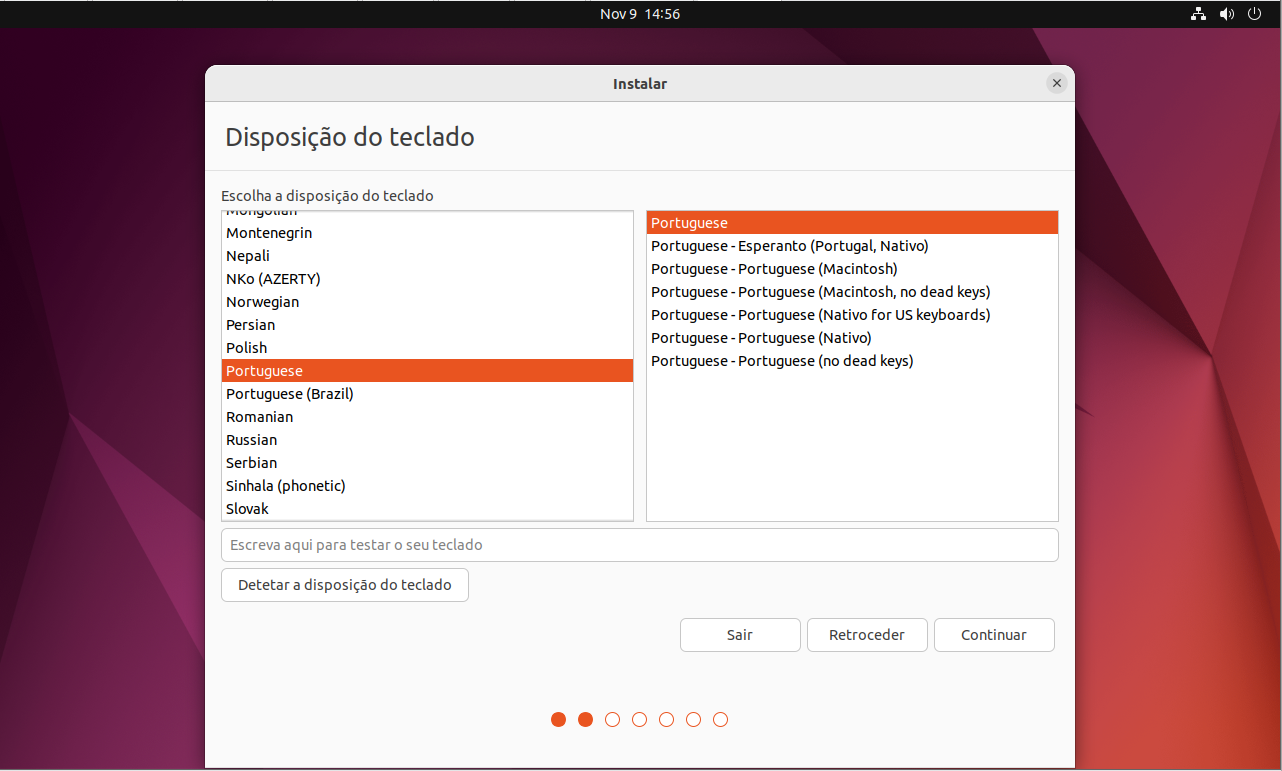 Nov 9 14:56
Instalar
Disposição do teclado
Escolha a disposição do teclado
Mongolian
Montenegrin
Nepali
NKo (AZERTY)
Norwegian
Persian
Polish
Portuguese
Portuguese (Brazil)
Romanian
Russian
Serbian
Sinhala (phonetic)
Slovak
Portuguese
Portuguese - Esperanto (Portugal, Nativo)
Portuguese - Portuguese (Macintosh)
Portuguese - Portuguese (Macintosh, no dead keys)
Portuguese - Portuguese (Nativo for US keyboards)
Portuguese - Portuguese (Nativo)
Portuguese - Portuguese (no dead keys)
Escreva aqui para testar o seu teclado
Detetar a disposição do teclado
Sair
Retroceder
Continuar